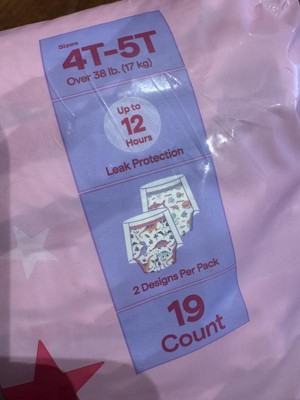 Sizes
4T-5T
Over 38 lb. (17 kg)
Up to
12
Hours
Leak Protection
2 Designs Per Pack
19
Count